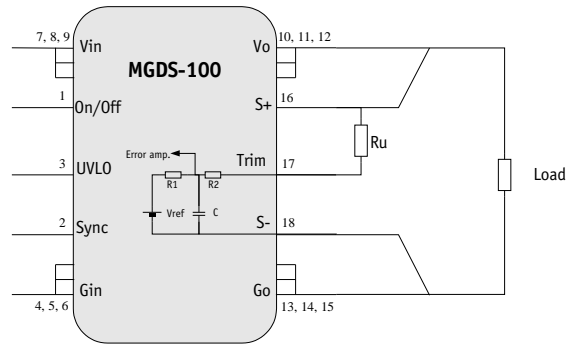 7, 8, 9
Vin
Vo
10, 11, 12
MGDS-100
1
On/Off
S+
16
Ru
Error amp.
Trim
17
3
UVLO
R1
R2
Load
Vref
C
2
Sync
S-
18
Gin
Go
4, 5, 6
13, 14, 15